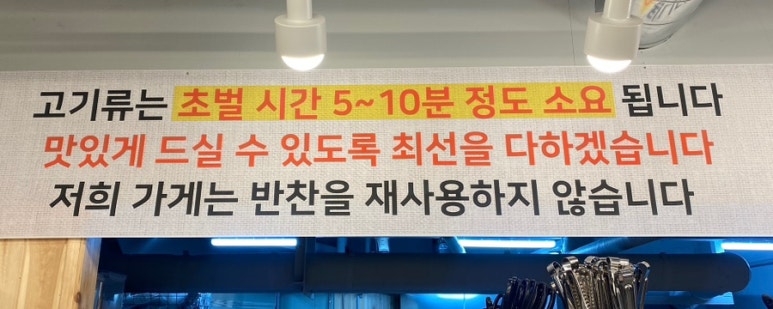 고기류는 초벌 시간 5~10분 정도 소요 됩니다
맛있게 드실 수 있도록 최선을 다하겠습니다
저희 가게는 반찬을 재사용하지 않습니다